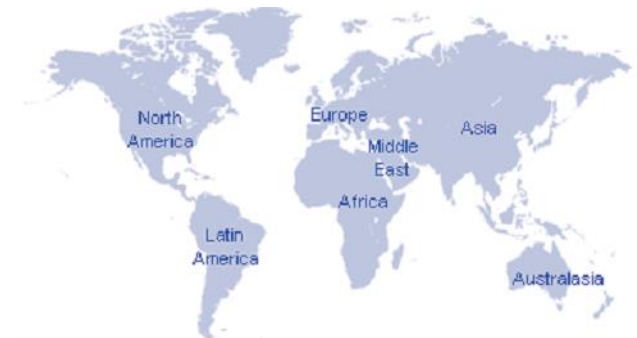 North
America
Europe
Asia
Middle
East
Africa
Latin
America
Australasia